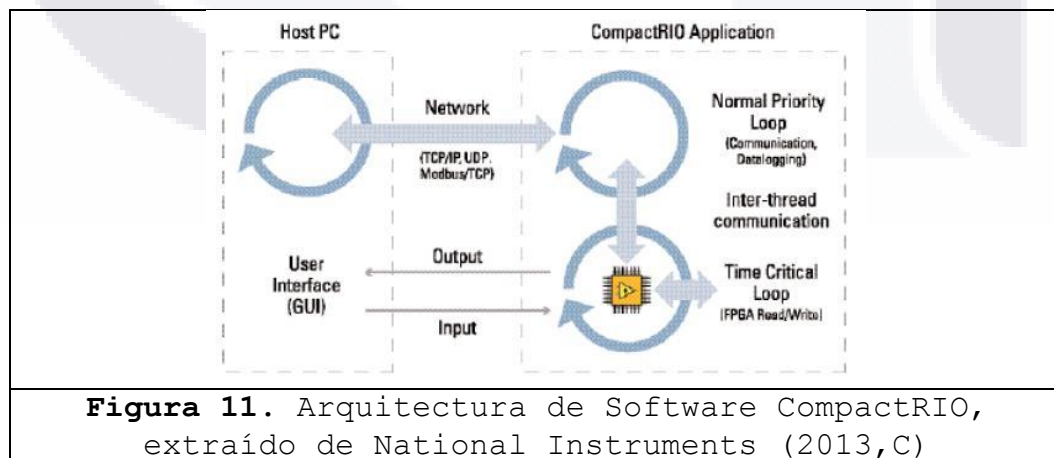 Host PC
CompactRIO Application
Network
(TCP/IP, UDP,
Modbus/TCP)
Normal Priority
Loop
(Communication,
Datalogging)
Inter-thread
communication
User
Interface
(GUI)
Output
Input
Time Critical
Loop
(FPGA Read/Write)
Figura 11. Arquitectura de Software CompactRIO,
extraído de National Instruments (2013,C)